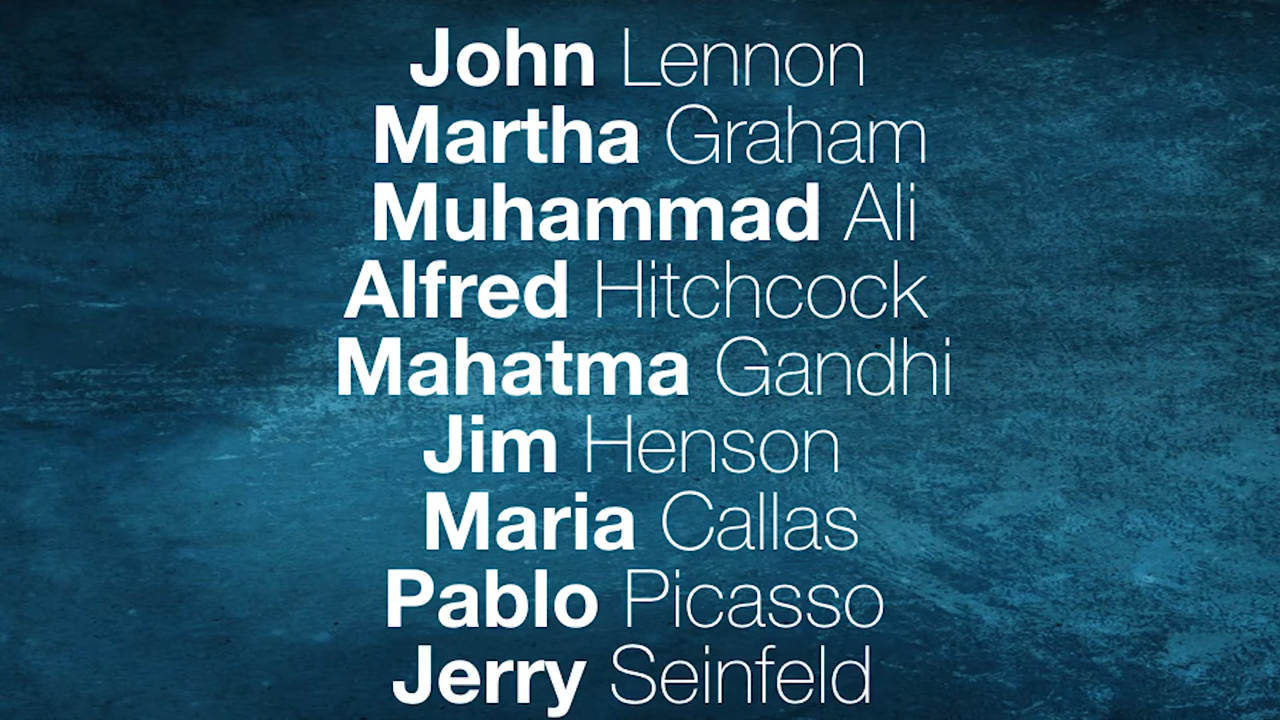 John Lennon
Martha Graham
Muhammad Ali
Alfred Hitchcock
Mahatma Gandhi
Jim Henson
Maria Callas
Pablo Picasso
Jerry Seinfeld